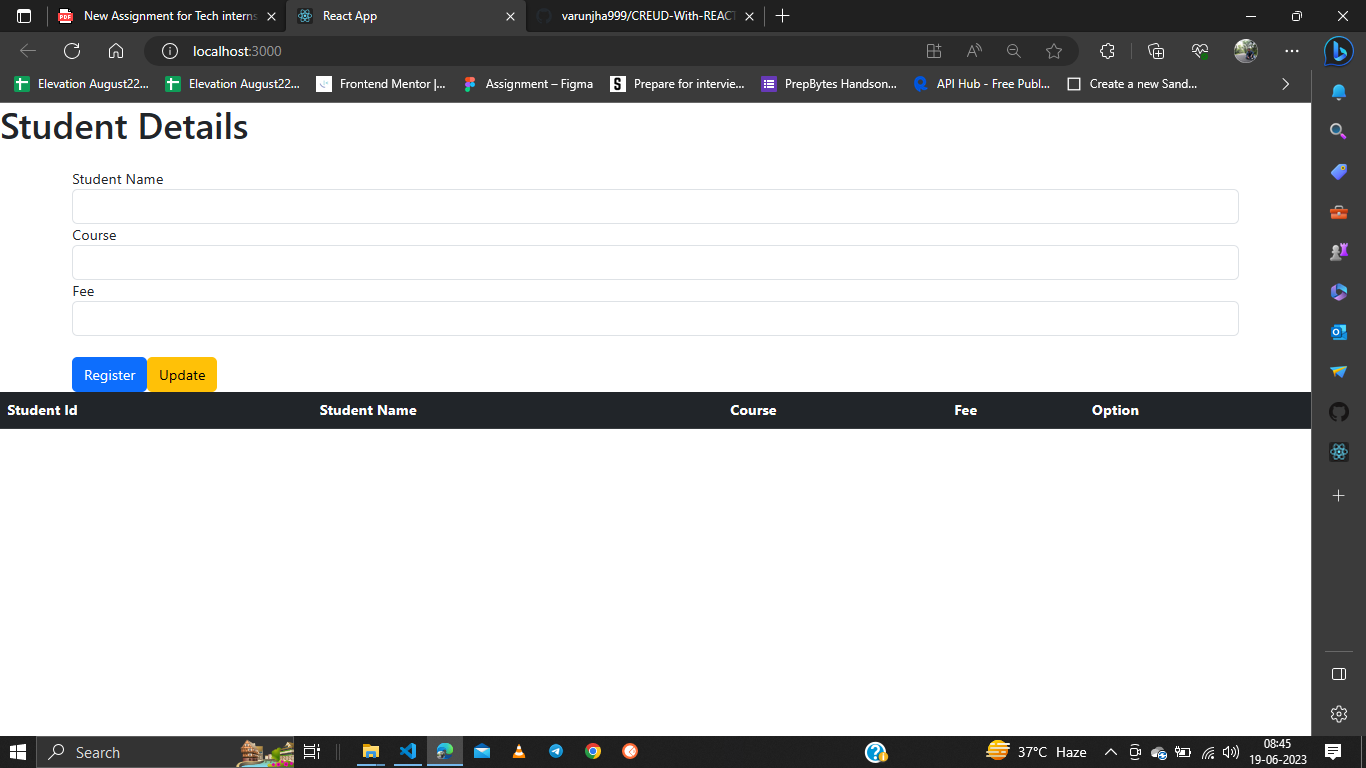 New Assignment for Tech interns
React App
varunjha999/CREUD-With-REACT
localhost:3000
Elevation August22...
Elevation August22...
Frontend Mentor |...
Assignment – Figma
Prepare for intervie...
PrepBytes Handson...
API Hub - Free Publ...
Create a new Sand...
Student Details
Student Name
Course
Fee
Register
Update
Student Id Student Name Course Fee Option
Search
37°C Haze
08:45
19-06-2023